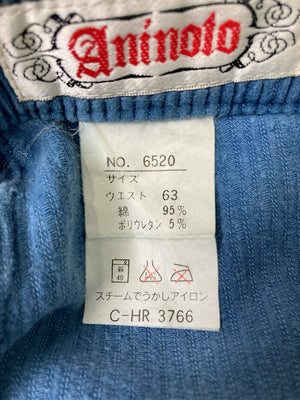 Aninoto
NO. 6520
サイズ
ウエスト 63
綿 95%
ポリウレタン 5%
40
スチームでうかしアイロン
C-HR 3766